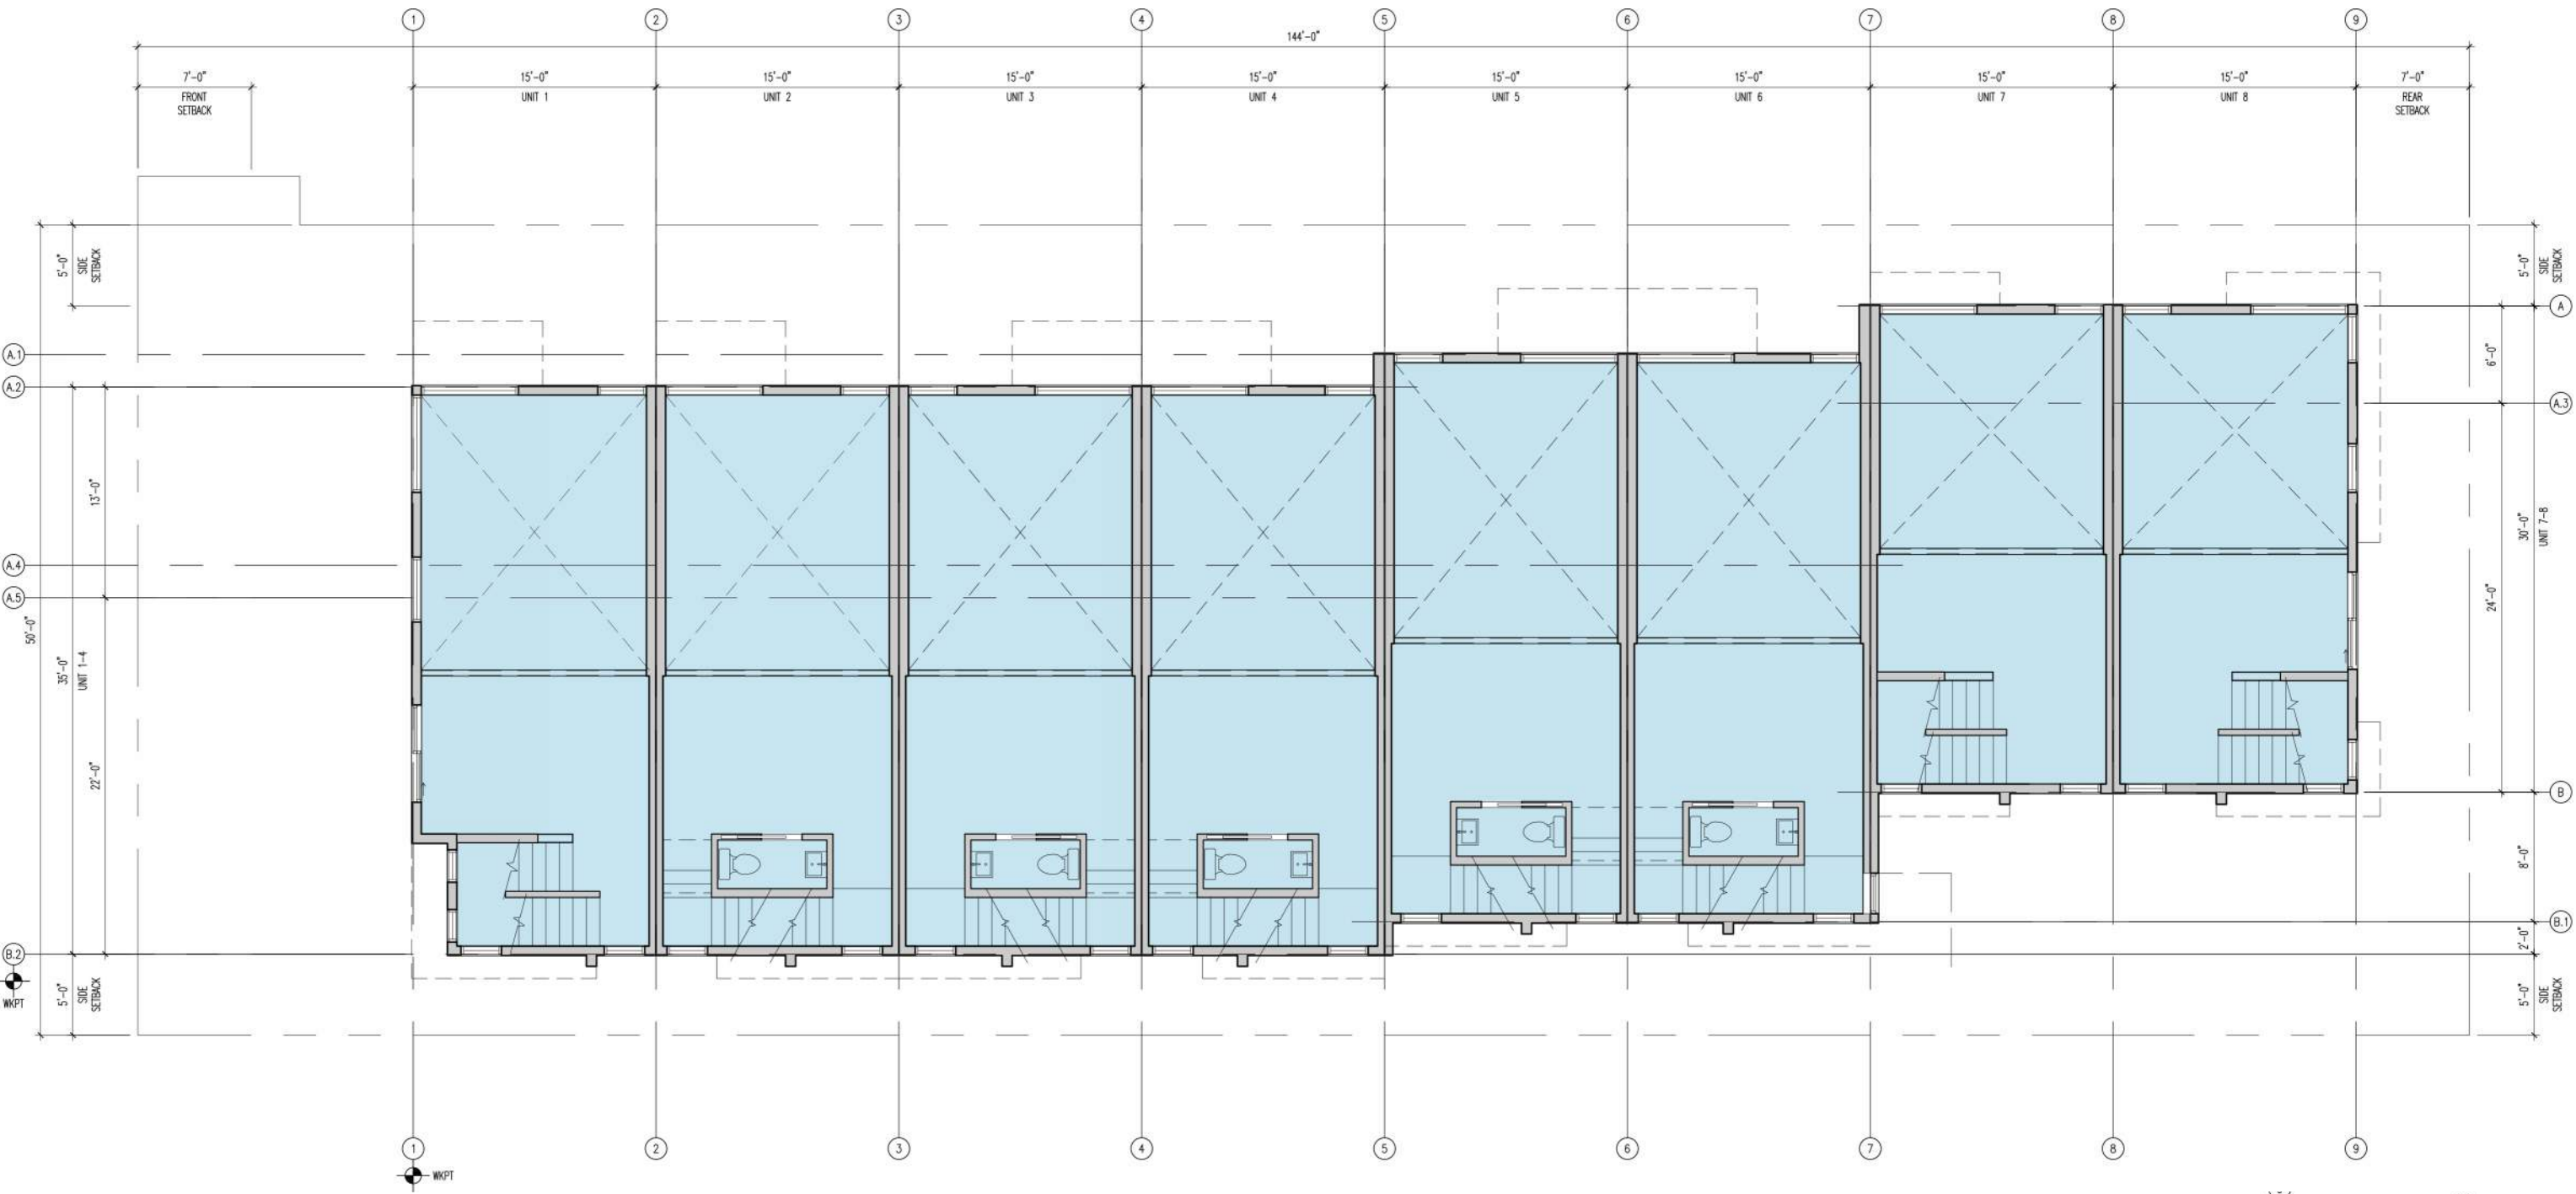 1 2 3 4 5 6 7 8 9
144'-0"
7'-0" 15'-0" 15'-0" 15'-0" 15'-0" 15'-0" 15'-0" 15'-0" 15'-0" 7'-0"
FRONT UNIT 1 UNIT 2 UNIT 3 UNIT 4 UNIT 5 UNIT 6 UNIT 7 UNIT 8 REAR
SETBACK SETBACK
5'-0"
SIDE
SETBACK
5'-0"
SIDE
SETBACK
A
A.1
A.2
6'-0"
A.3
13'-0"
30'-0"
UNIT 7-8
A.4
A.5
24'-0"
50'-0"
35'-0"
UNIT 1-4
22'-0"
B
8'-0"
B.1
2'-0"
B.2
WKPT
5'-0"
SIDE
SETBACK
5'-0"
SIDE
SETBACK
1 2 3 4 5 6 7 8 9
WKPT